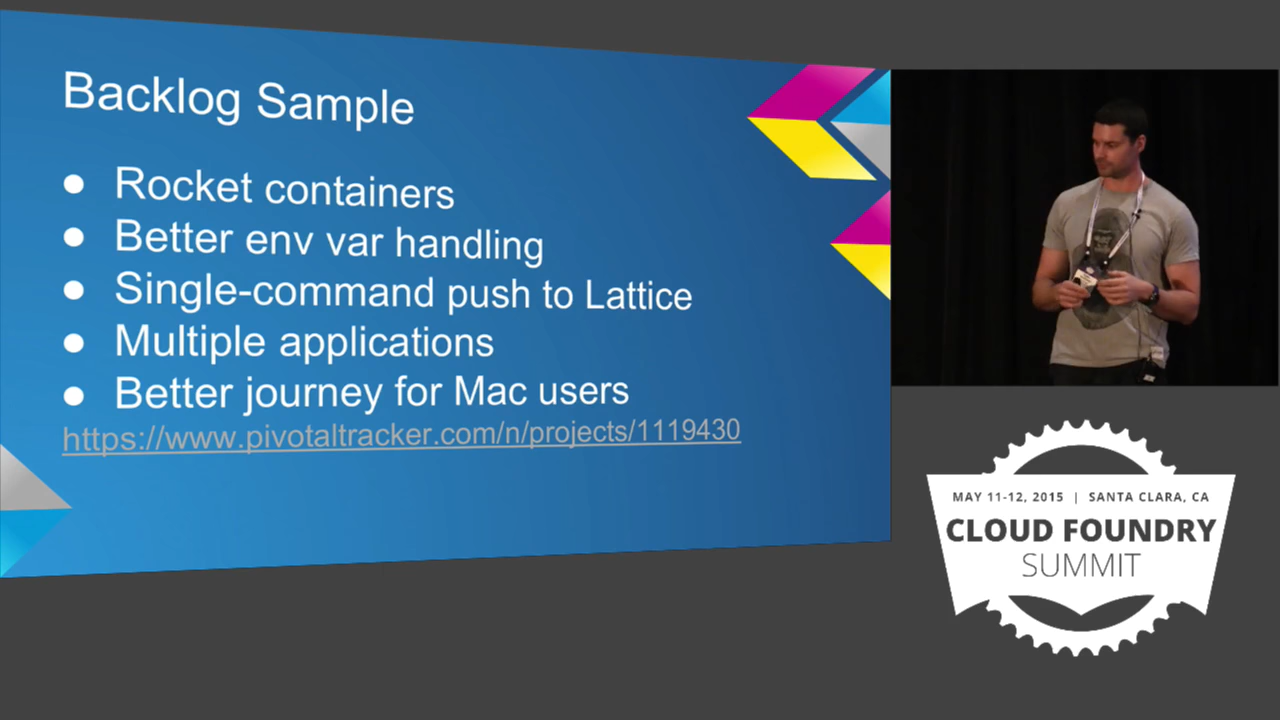 Backlog Sample
● Rocket containers
● Better env var handling
● Single-command push to Lattice
● Multiple applications
● Better journey for Mac users
https://www.pivotaltracker.com/n/projects/1119430
MAY 11-12, 2015 | SANTA CLARA, CA
CLOUD FOUNDRY
SUMMIT